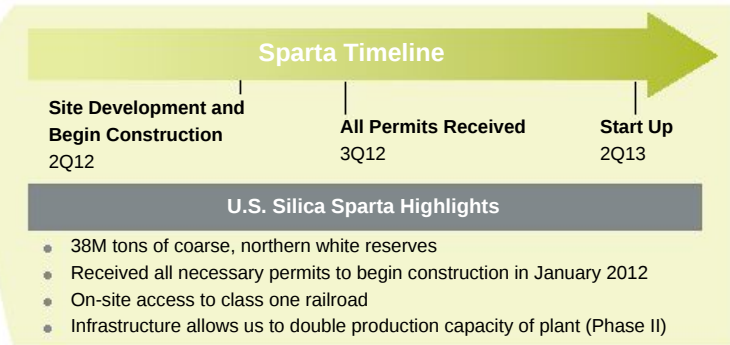 Sparta Timeline
Site Development and
Begin Construction
2Q12
All Permits Received
3Q12
Start Up
2Q13
U.S. Silica Sparta Highlights
38M tons of coarse, northern white reserves
Received all necessary permits to begin construction in January 2012
On-site access to class one railroad
Infrastructure allows us to double production capacity of plant (Phase II)